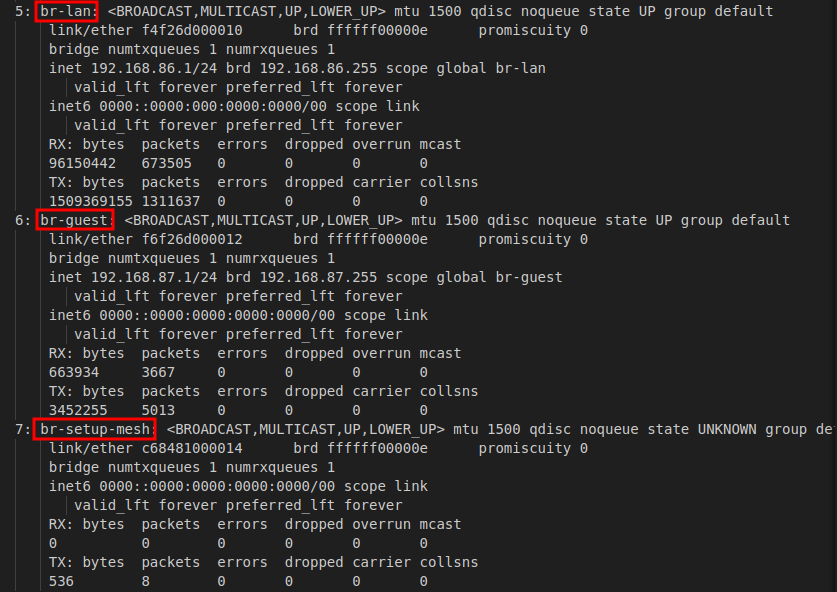 5: br-lan: <BROADCAST,MULTICAST,UP,LOWER_UP> mtu 1500 qdisc noqueue state UP group default
link/ether f4f26d000010 brd ffffff00000e promiscuity 0
bridge numtxqueues 1 numrxqueues 1
inet 192.168.86.1/24 brd 192.168.86.255 scope global br-lan
valid_lft forever preferred_lft forever
inet6 0000::0000:000:0000:0000/00 scope link
valid_lft forever preferred_lft forever
RX: bytes packets errors dropped overrun mcast
96150442 673505 0 0 0 0
TX: bytes packets errors dropped carrier collsns
1509369155 1311637 0 0 0 0
6: br-guest: <BROADCAST,MULTICAST,UP,LOWER_UP> mtu 1500 qdisc noqueue state UP group default
link/ether f6f26d000012 brd ffffff00000e promiscuity 0
bridge numtxqueues 1 numrxqueues 1
inet 192.168.87.1/24 brd 192.168.87.255 scope global br-guest
valid_lft forever preferred_lft forever
inet6 0000::0000:0000:0000:0000/00 scope link
valid_lft forever preferred_lft forever
RX: bytes packets errors dropped overrun mcast
663934 3667 0 0 0 0
TX: bytes packets errors dropped carrier collsns
3452255 5013 0 0 0 0
7: br-setup-mesh: <BROADCAST,MULTICAST,UP,LOWER_UP> mtu 1500 qdisc noqueue state UNKNOWN group de
link/ether c68481000014 brd ffffff00000e promiscuity 0
bridge numtxqueues 1 numrxqueues 1
inet6 0000::0000:0000:0000:0000/00 scope link
valid_lft forever preferred_lft forever
RX: bytes packets errors dropped overrun mcast
0 0 0 0 0 0
TX: bytes packets errors dropped carrier collsns
536 8 0 0 0 0